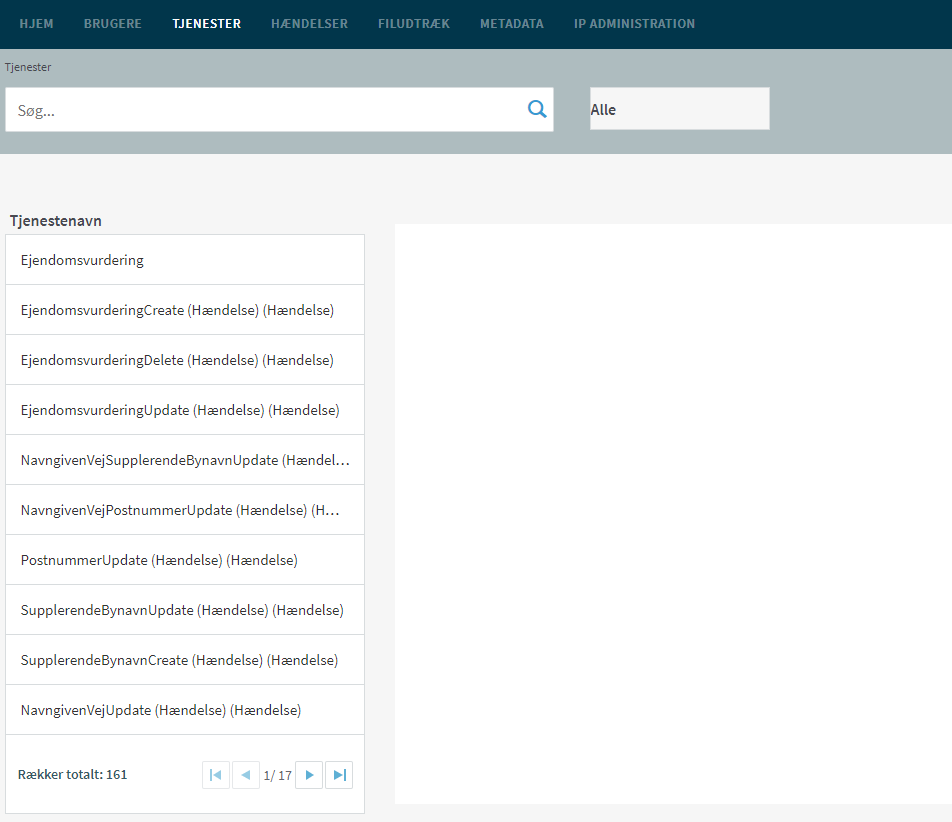 HJEM BRUGERE TJENESTER HÆNDELSER FILUDTRÆK METADATA IP ADMINISTRATION
Tjenester
Søg... Alle
Tjenestenavn
Ejendomsvurdering
EjendomsvurderingCreate (Hændelse) (Hændelse)
EjendomsvurderingDelete (Hændelse) (Hændelse)
EjendomsvurderingUpdate (Hændelse) (Hændelse)
NavngivenVejSupplerendeBynavnUpdate (Hændel...
NavngivenVejPostnummerUpdate (Hændelse) (H...
PostnummerUpdate (Hændelse) (Hændelse)
SupplerendeBynavnUpdate (Hændelse) (Hændelse)
SupplerendeBynavnCreate (Hændelse) (Hændelse)
NavngivenVejUpdate (Hændelse) (Hændelse)
Rækker totalt: 161 1/ 17